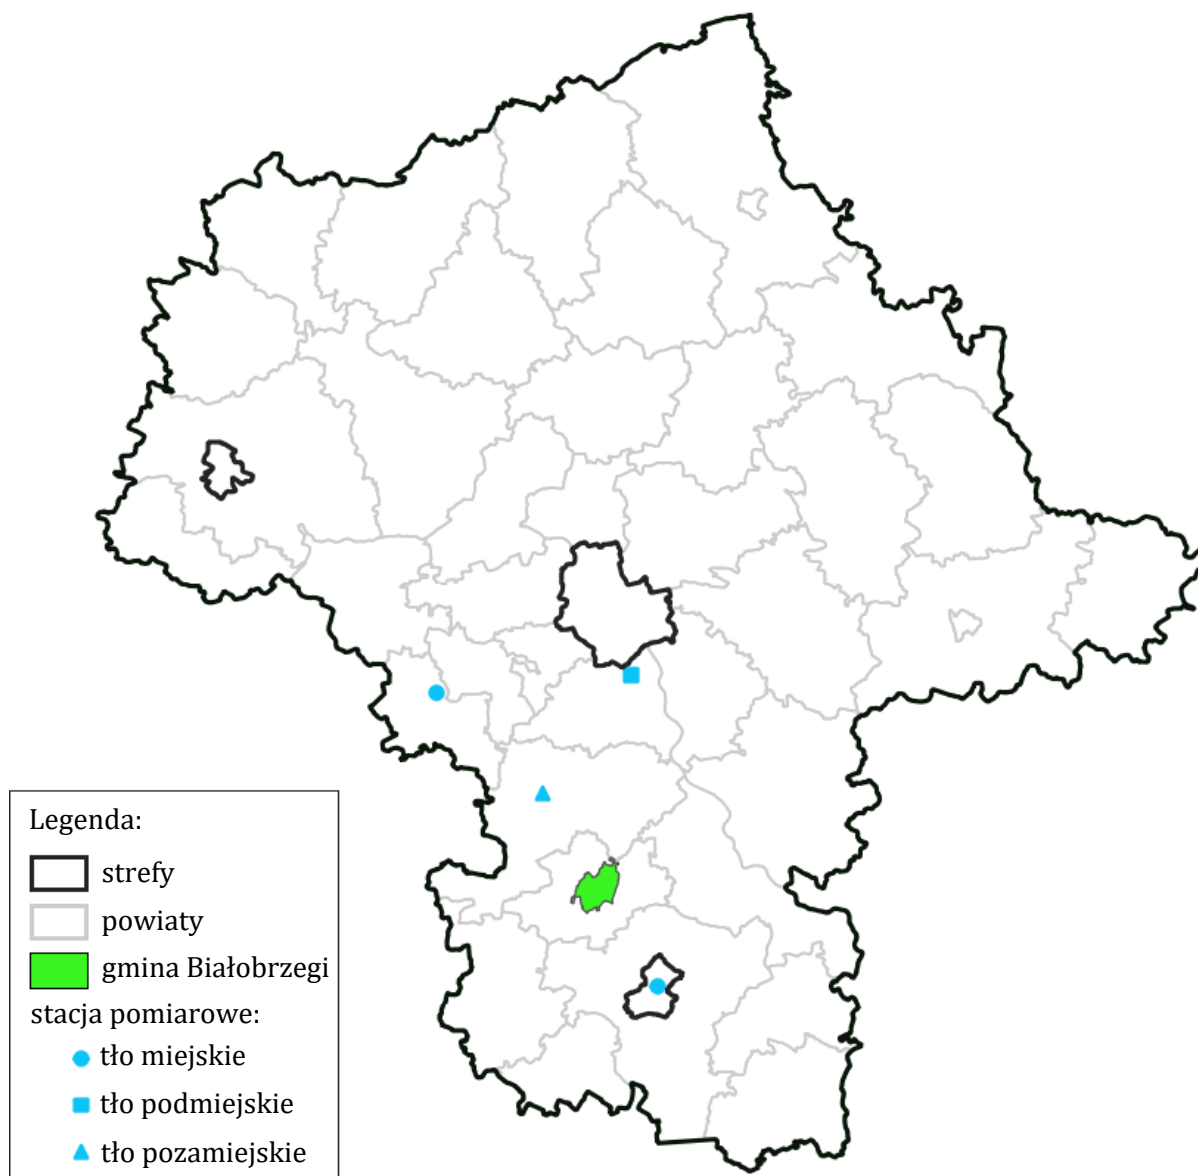 Legenda:
strefy
powiaty
gmina Białobrzegi
stacja pomiarowe:
tło miejskie
tło podmiejskie
tło pozamiejskie